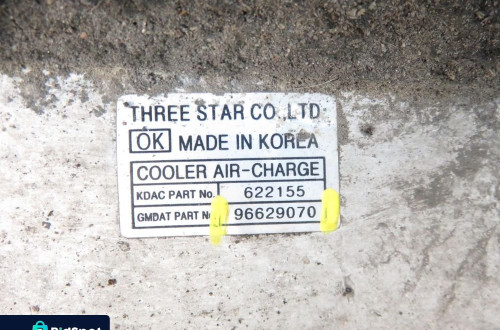 THREE STAR CO.,LTD
OK MADE IN KOREA
COOLER AIR-CHARGE
KDAC PART No. 622155
GMDAT PART No. 96629070